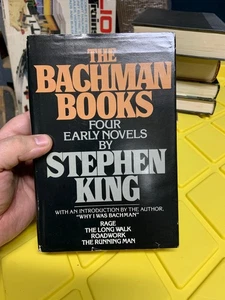 THE
BACHMAN
BOOKS
FOUR
EARLY NOVELS
BY
STEPHEN
KING
WITH AN INTRODUCTION BY THE AUTHOR,
"WHY I WAS BACHMAN"
RAGE
THE LONG WALK
ROADWORK
THE RUNNING MAN